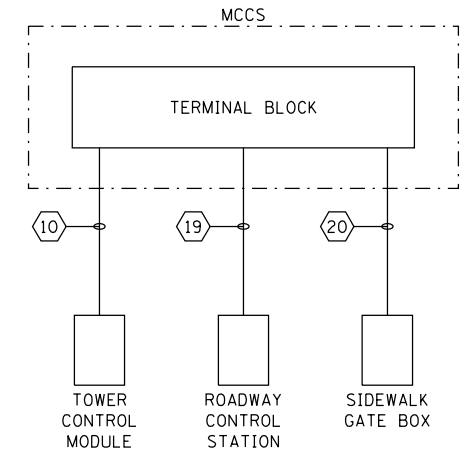 MCCS
TERMINAL BLOCK
10
19
20
TOWER
CONTROL
MODULE
ROADWAY
CONTROL
STATION
SIDEWALK
GATE BOX